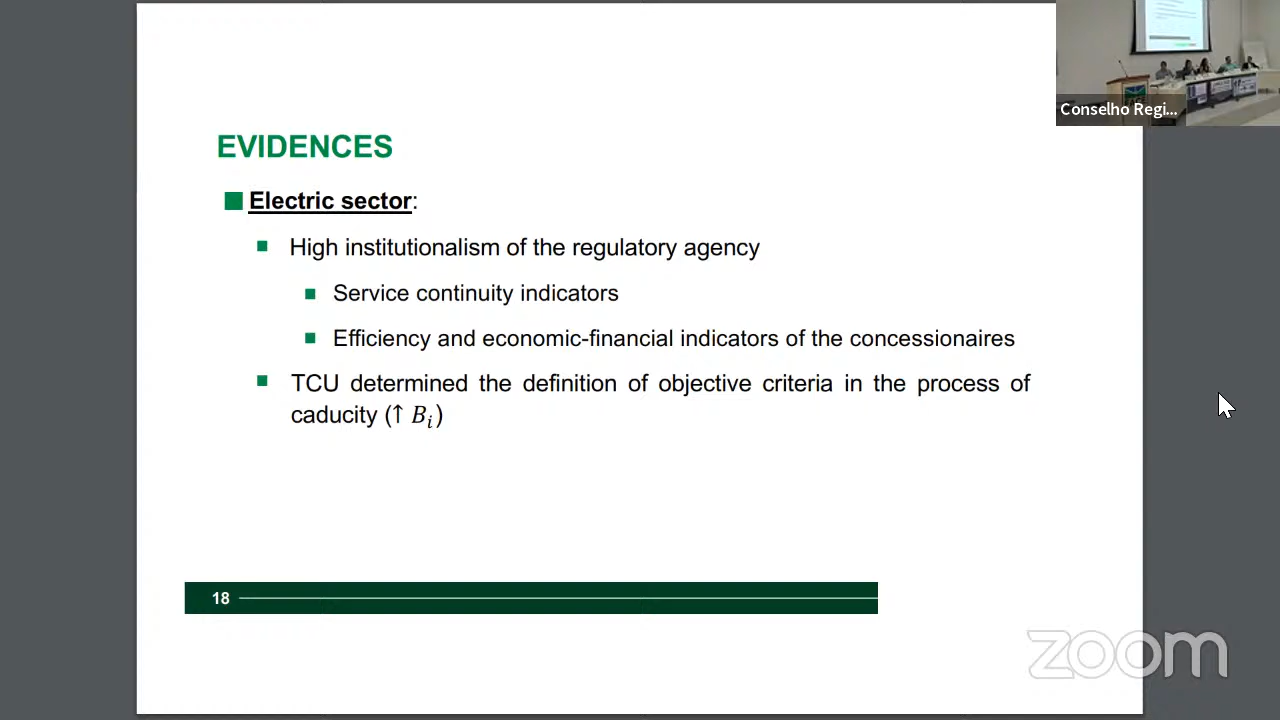 Conselho Regi...
EVIDENCES
Electric sector:
High institutionalism of the regulatory agency
Service continuity indicators
Efficiency and economic-financial indicators of the concessionaires
TCU determined the definition of objective criteria in the process of
caducity (↑ Bᵢ)
18
zoom